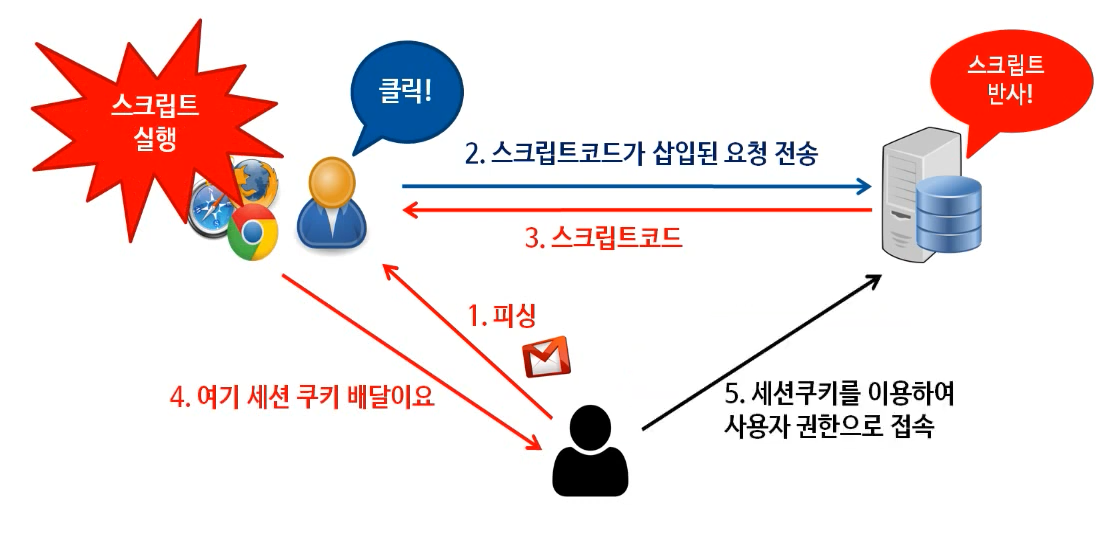 스크립트
실행
클릭!
스크립트
반사!
2. 스크립트코드가 삽입된 요청 전송
3. 스크립트코드
1. 피싱
4. 여기 세션 쿠키 배달이요
5. 세션쿠키를 이용하여
사용자 권한으로 접속